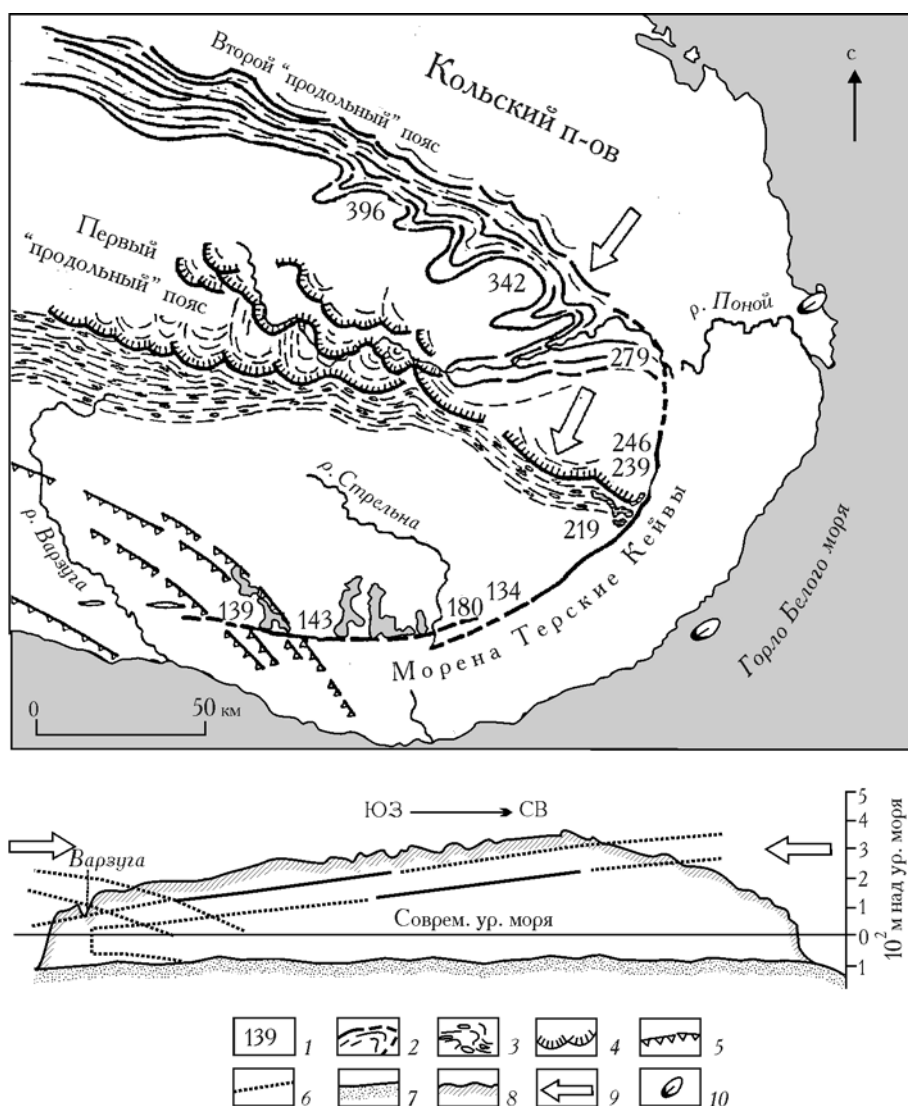 Второй "продольный" пояс
Кольский п-ов
с
396
Первый
"продольный"
пояс
342
р. Поной
279
246
239
р. Стрельна
219
р. Варзуга
139
143
180
134
Морена Терские Кейвы
Горло Белого моря
0
50 км
ЮЗ
СВ
Варзуга
Соврем. ур. моря
5
4
3
2
1
0
1
10² м над ур. моря
139
1
2
3
4
5
6
7
8
9
10